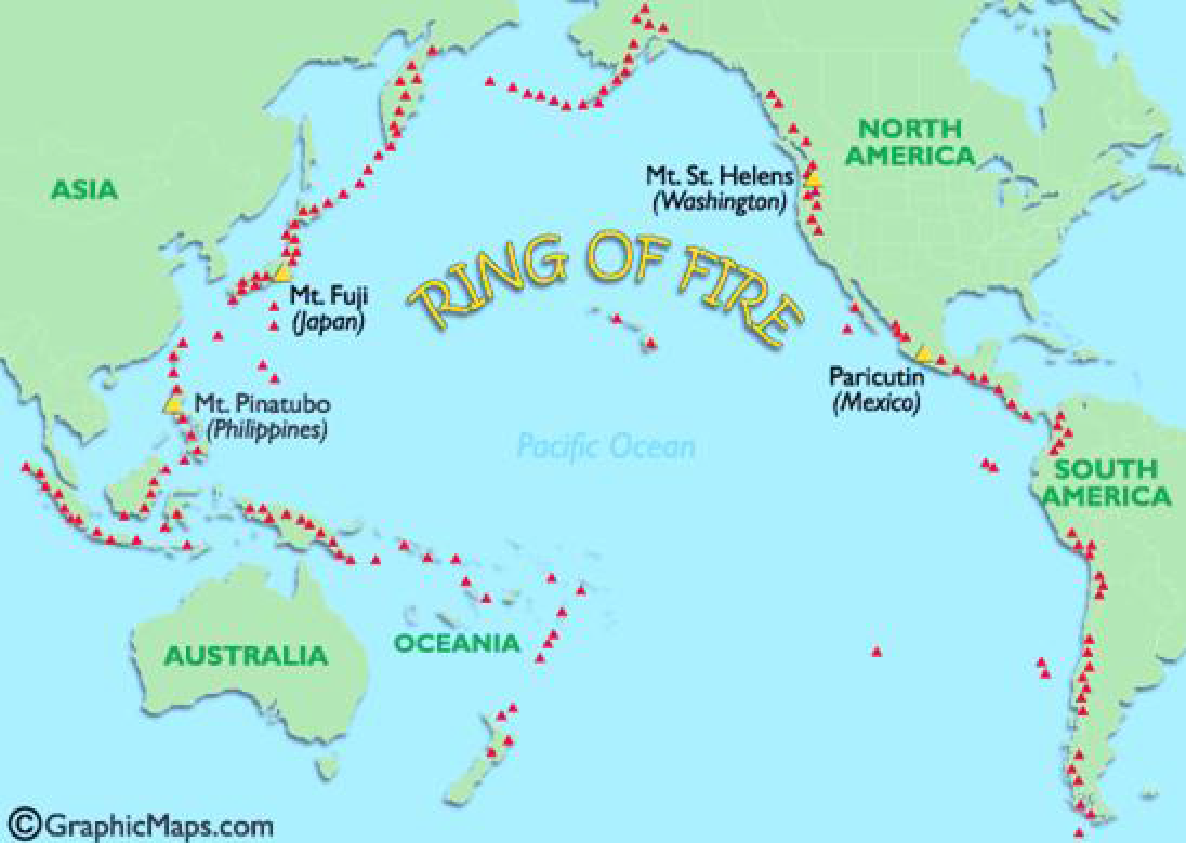 NORTH
AMERICA
ASIA
Mt. St. Helens
(Washington)
RING OF FIRE
Mt. Fuji
(Japan)
Paricutin
(Mexico)
Mt. Pinatubo
(Philippines)
Pacific Ocean
SOUTH
AMERICA
OCEANIA
AUSTRALIA
©GraphicMaps.com